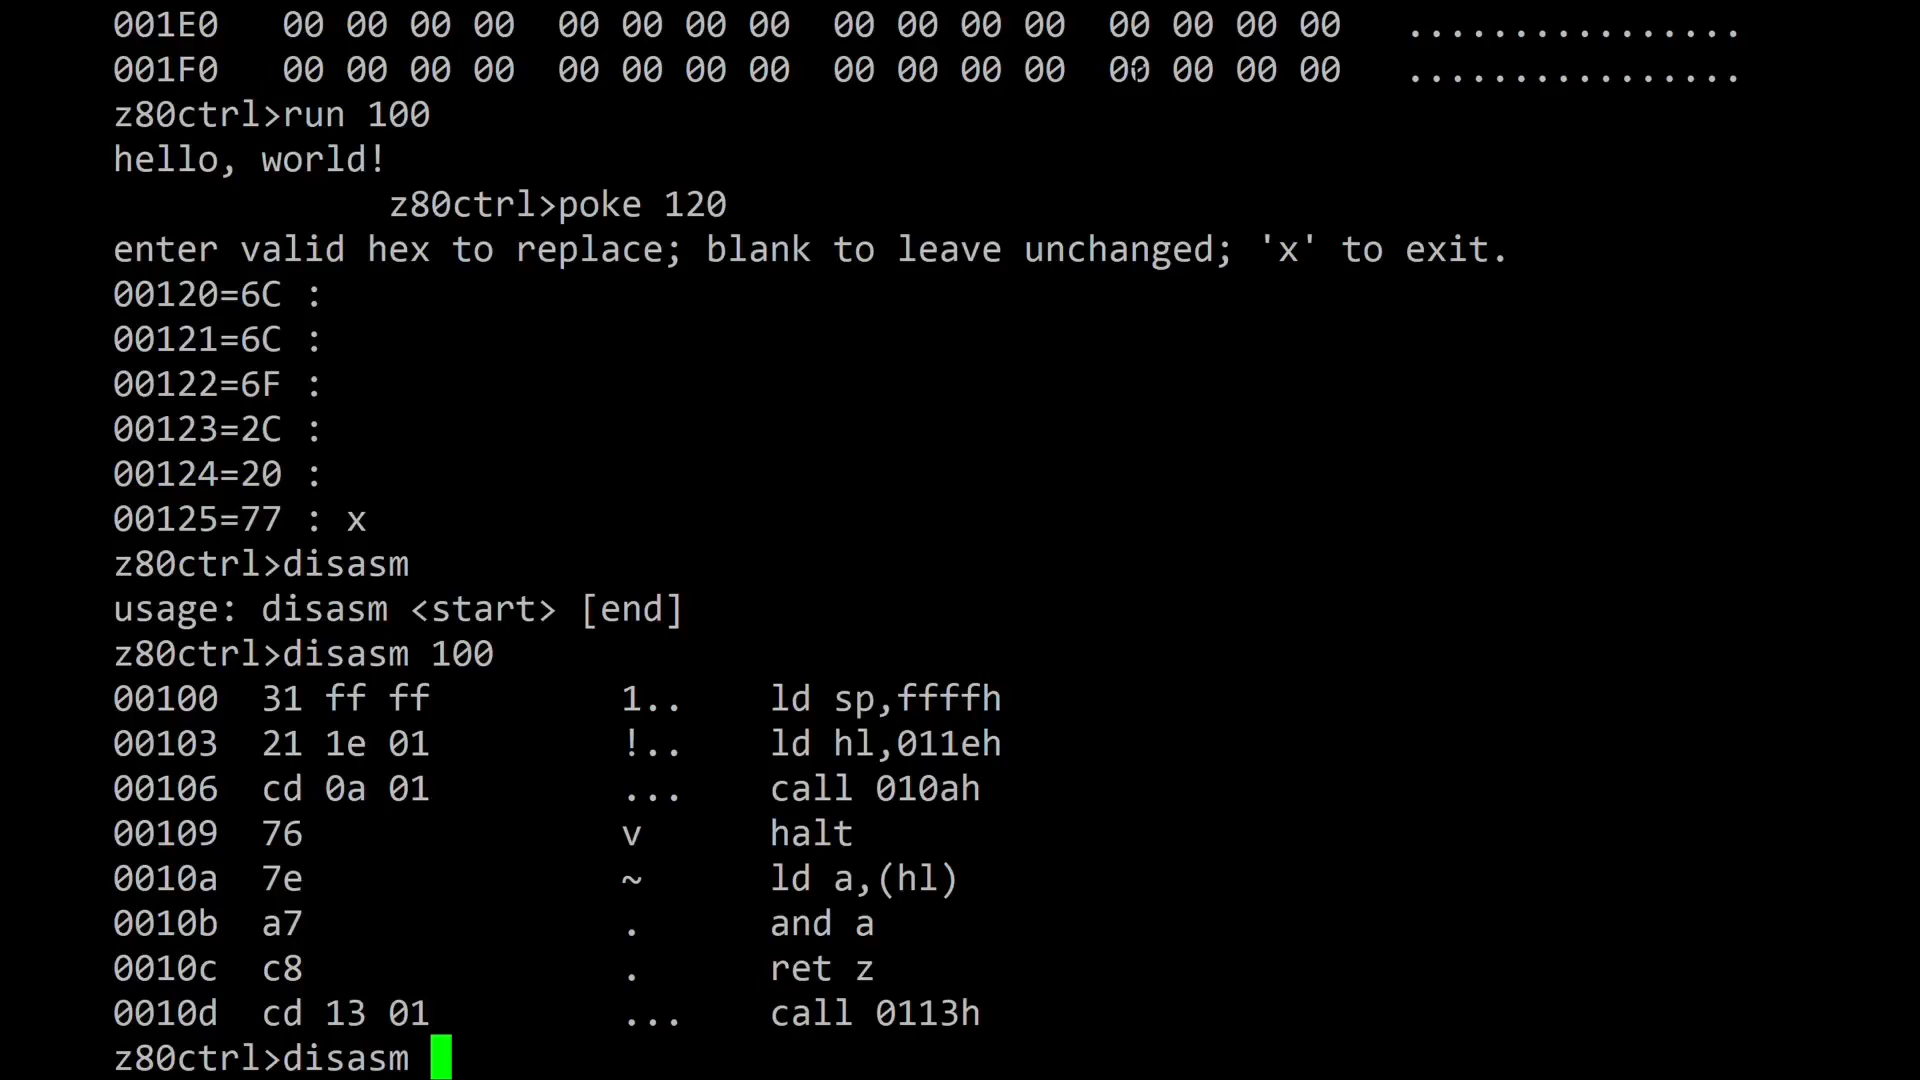 001E0   00 00 00 00  00 00 00 00  00 00 00 00  00 00 00 00   ................
001F0   00 00 00 00  00 00 00 00  00 00 00 00  00 00 00 00   ................
z80ctrl>run 100
hello, world!
             z80ctrl>poke 120
enter valid hex to replace; blank to leave unchanged; 'x' to exit.
00120=6C :
00121=6C :
00122=6F :
00123=2C :
00124=20 :
00125=77 : x
z80ctrl>disasm
usage: disasm <start> [end]
z80ctrl>disasm 100
00100  31 ff ff         1..    ld sp,ffffh
00103  21 1e 01         !..    ld hl,011eh
00106  cd 0a 01         ...    call 010ah
00109  76               v      halt
0010a  7e               ~      ld a,(hl)
0010b  a7               .      and a
0010c  c8               .      ret z
0010d  cd 13 01         ...    call 0113h
z80ctrl>disasm